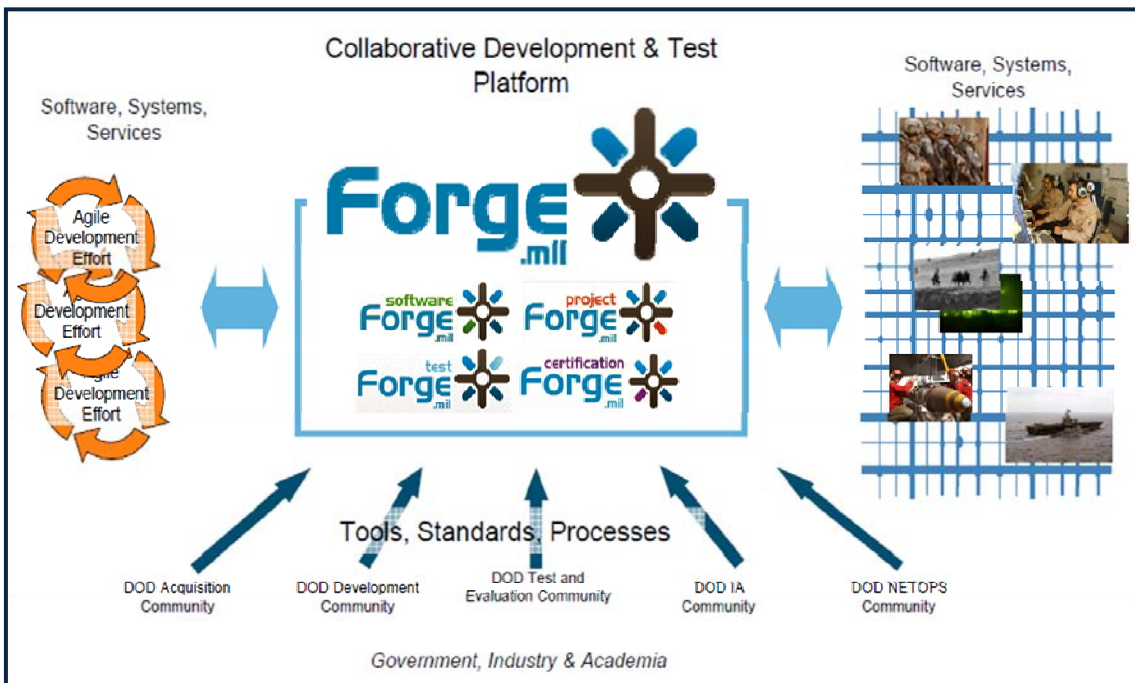 Collaborative Development & Test
Platform
Software, Systems,
Services
Software, Systems,
Services
Agile
Development
Effort
Development
Effort
Agile
Development
Effort
Forge
.mil
software
Forge
.mil
project
Forge
.mil
test
Forge
.mil
certification
Forge
.mil
Tools, Standards, Processes
DOD Acquisition
Community
DOD Development
Community
DOD Test and
Evaluation Community
DOD IA
Community
DOD NETOPS
Community
Government, Industry & Academia